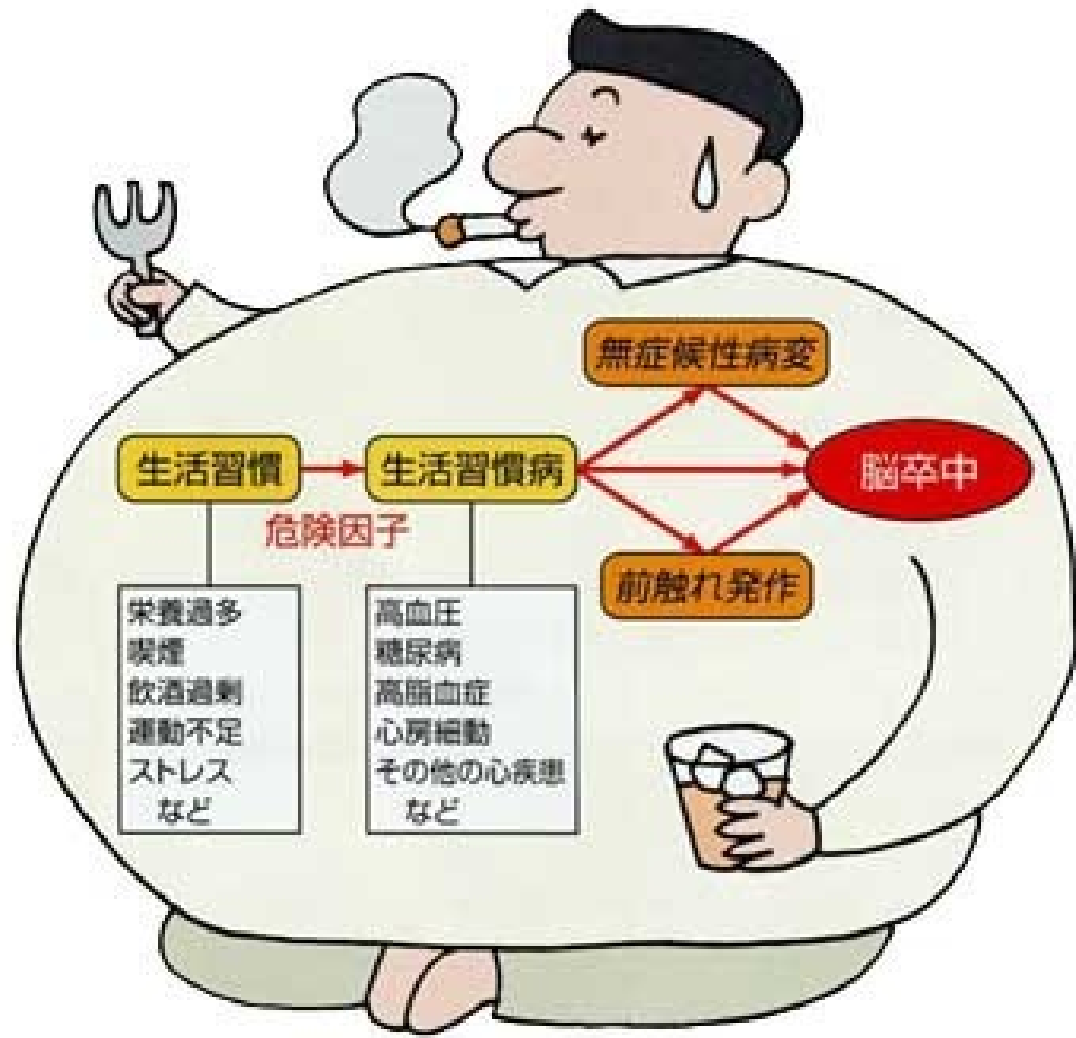 無症候性病変
生活習慣
生活習慣病
脳卒中
危険因子
前触れ発作
栄養過多
喫煙
飲酒過剰
運動不足
ストレス
など
高血圧
糖尿病
高脂血症
心房細動
その他の心疾患
など